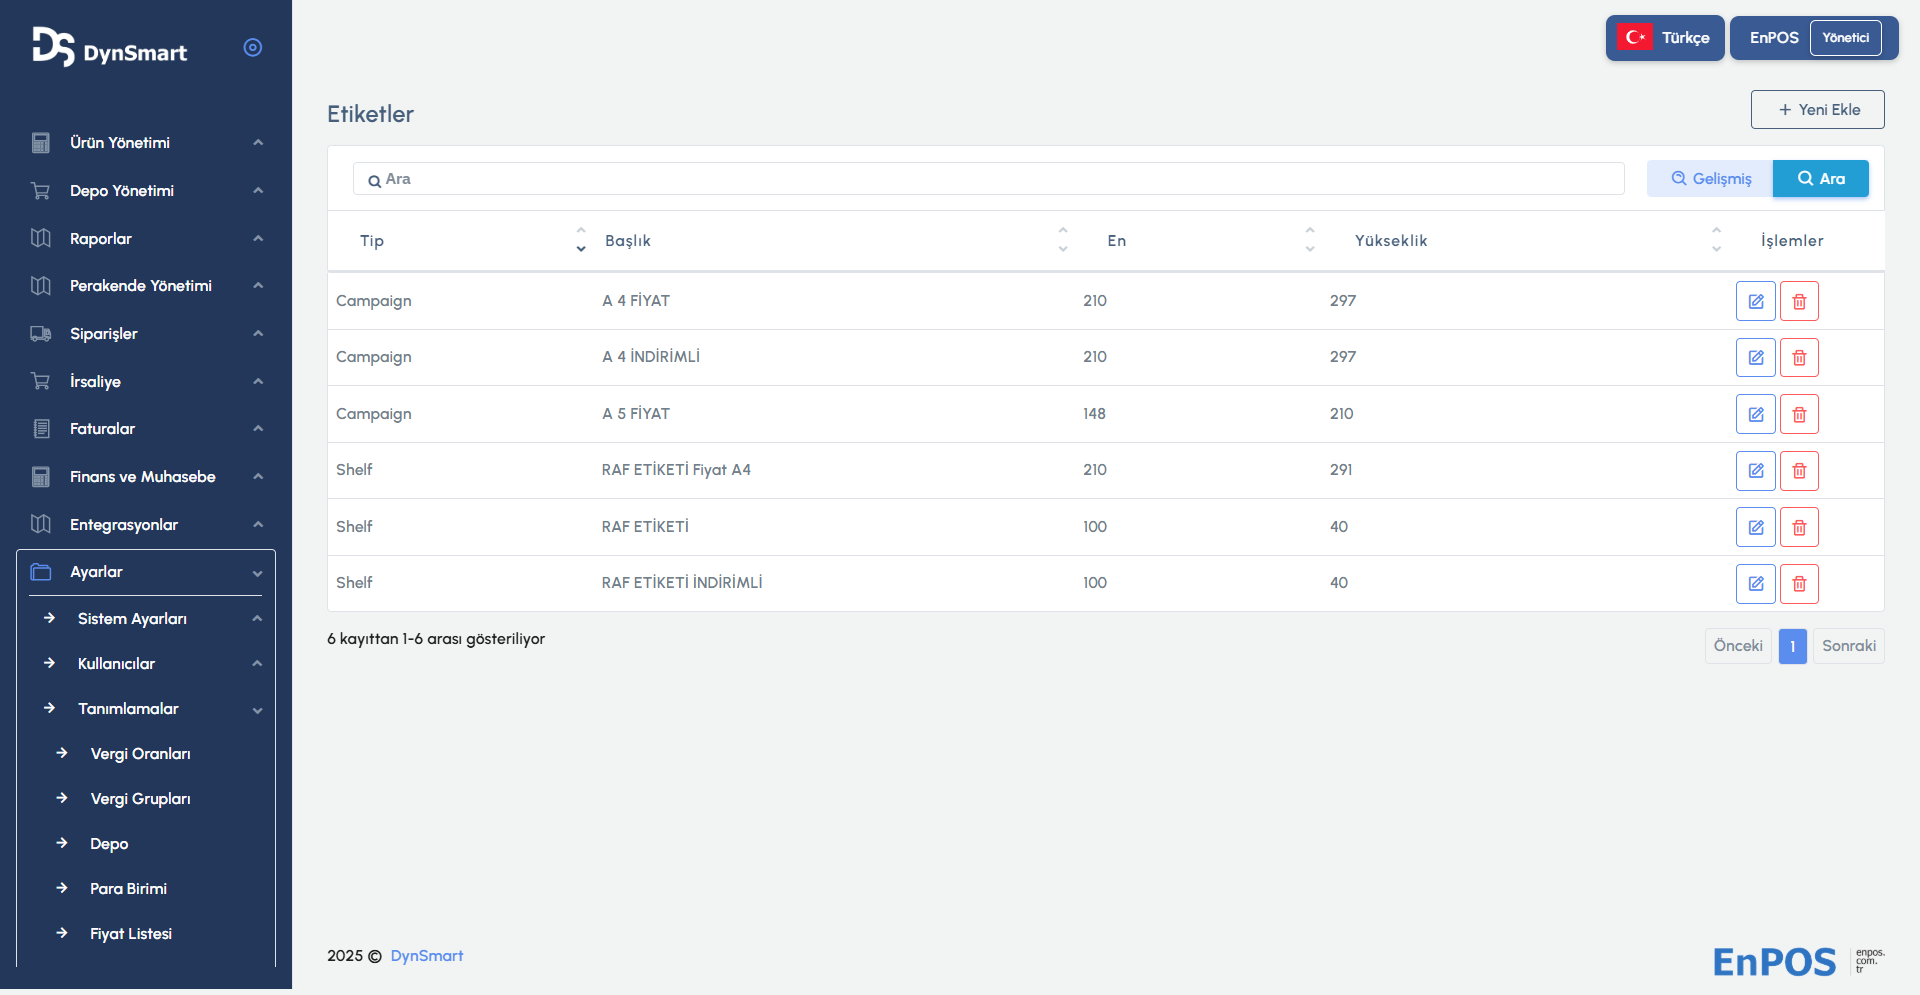 DS DynSmart
Türkçe
EnPOS Yönetici
Ürün Yönetimi
Depo Yönetimi
Raporlar
Perakende Yönetimi
Siparişler
İrsaliye
Faturalar
Finans ve Muhasebe
Entegrasyonlar
Ayarlar
Sistem Ayarları
Kullanıcılar
Tanımlamalar
Vergi Oranları
Vergi Grupları
Depo
Para Birimi
Fiyat Listesi
Etiketler
+ Yeni Ekle
Ara
Gelişmiş
Ara
Tip Başlık En Yükseklik İşlemler
Campaign A 4 FİYAT 210 297
Campaign A 4 İNDİRİMLİ 210 297
Campaign A 5 FİYAT 148 210
Shelf RAF ETİKETİ Fiyat A4 210 291
Shelf RAF ETİKETİ 100 40
Shelf RAF ETİKETİ İNDİRİMLİ 100 40
6 kayıttan 1-6 arası gösteriliyor
Önceki 1 Sonraki
2025 © DynSmart
EnPOS
enpos.
com.
tr